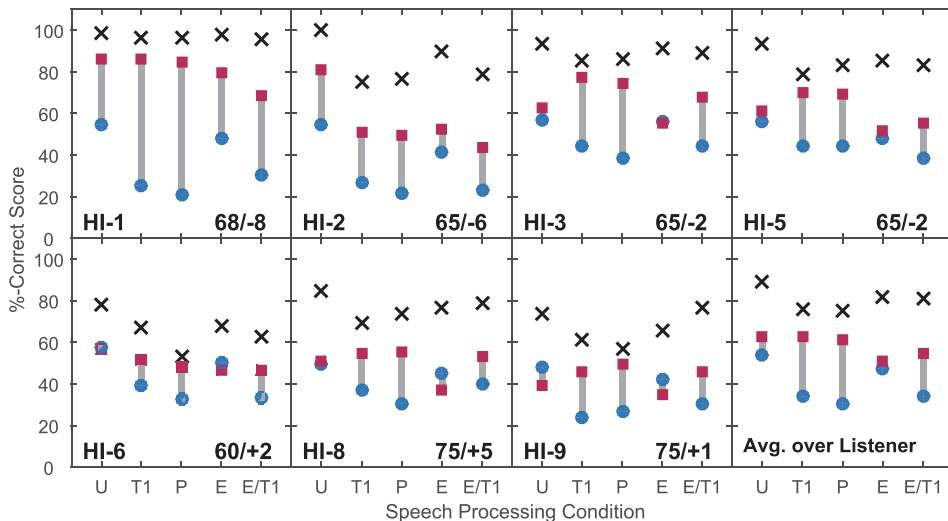 %-Correct Score
100
80
60
40
20
0
HI-1 68/-8
HI-2 65/-6
HI-3 65/-2
HI-5 65/-2
100
80
60
40
20
0
HI-6 60/+2
HI-8 75/+5
HI-9 75/+1
Avg. over Listener
U T1 P E E/T1
U T1 P E E/T1
U T1 P E E/T1
U T1 P E E/T1
Speech Processing Condition